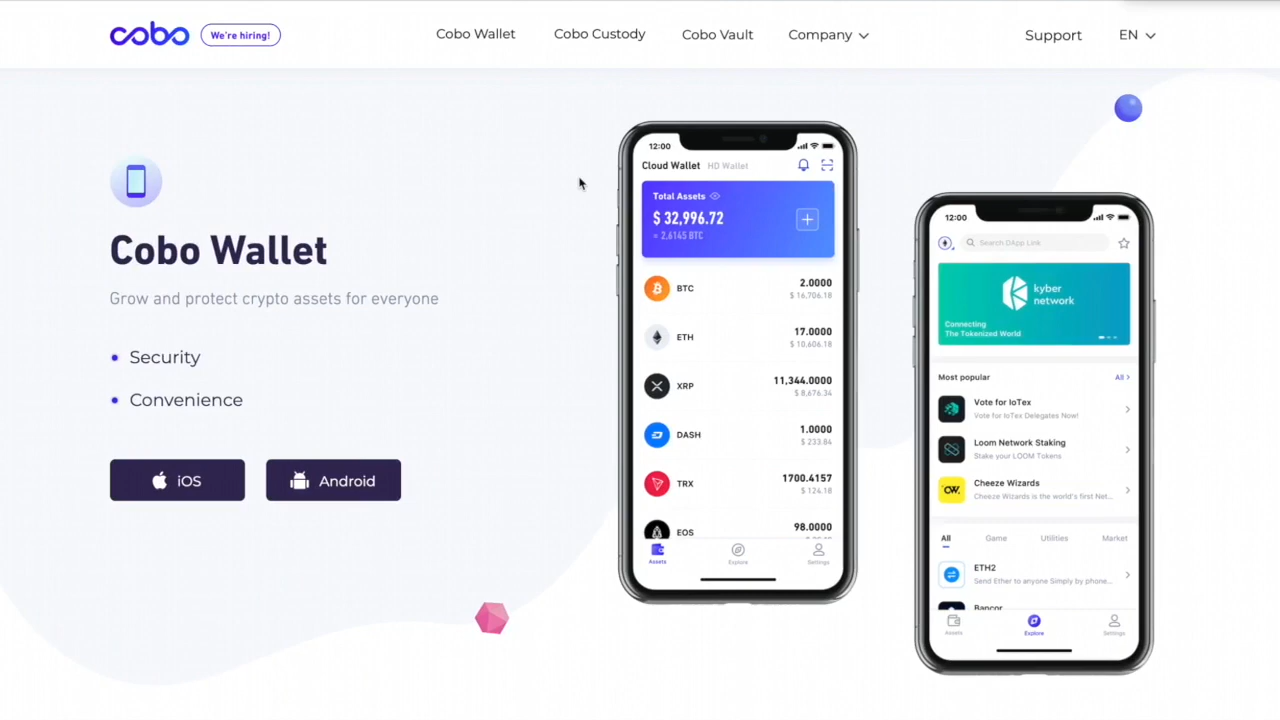 cobo
We're hiring!
Cobo Wallet
Cobo Custody
Cobo Vault
Company
Support
EN
Cobo Wallet
Grow and protect crypto assets for everyone
Security
Convenience
iOS
Android
12:00
Cloud Wallet HD Wallet
Total Assets
$ 32,996.72
≈ 2,6145 BTC
BTC 2.0000
$ 16,706.18
ETH 17.0000
$ 10,606.18
XRP 11,344.0000
$ 8,676.34
DASH 1.0000
$ 233.84
TRX 1700.4157
$ 124.18
EOS 98.0000
Assets Explore Settings
12:00
Search DApp Link
kyber
network
Connecting
The Tokenized World
Most popular All >
Vote for IoTex
Vote for IoTex Delegates Now!
Loom Network Staking
Stake your LOOM Tokens
CW.
Cheeze Wizards
Cheeze Wizards is the world's first Net...
All Game Utilities Market
ETH2
Send Ether to anyone Simply by phone...
Bancor
Assets Explore Settings